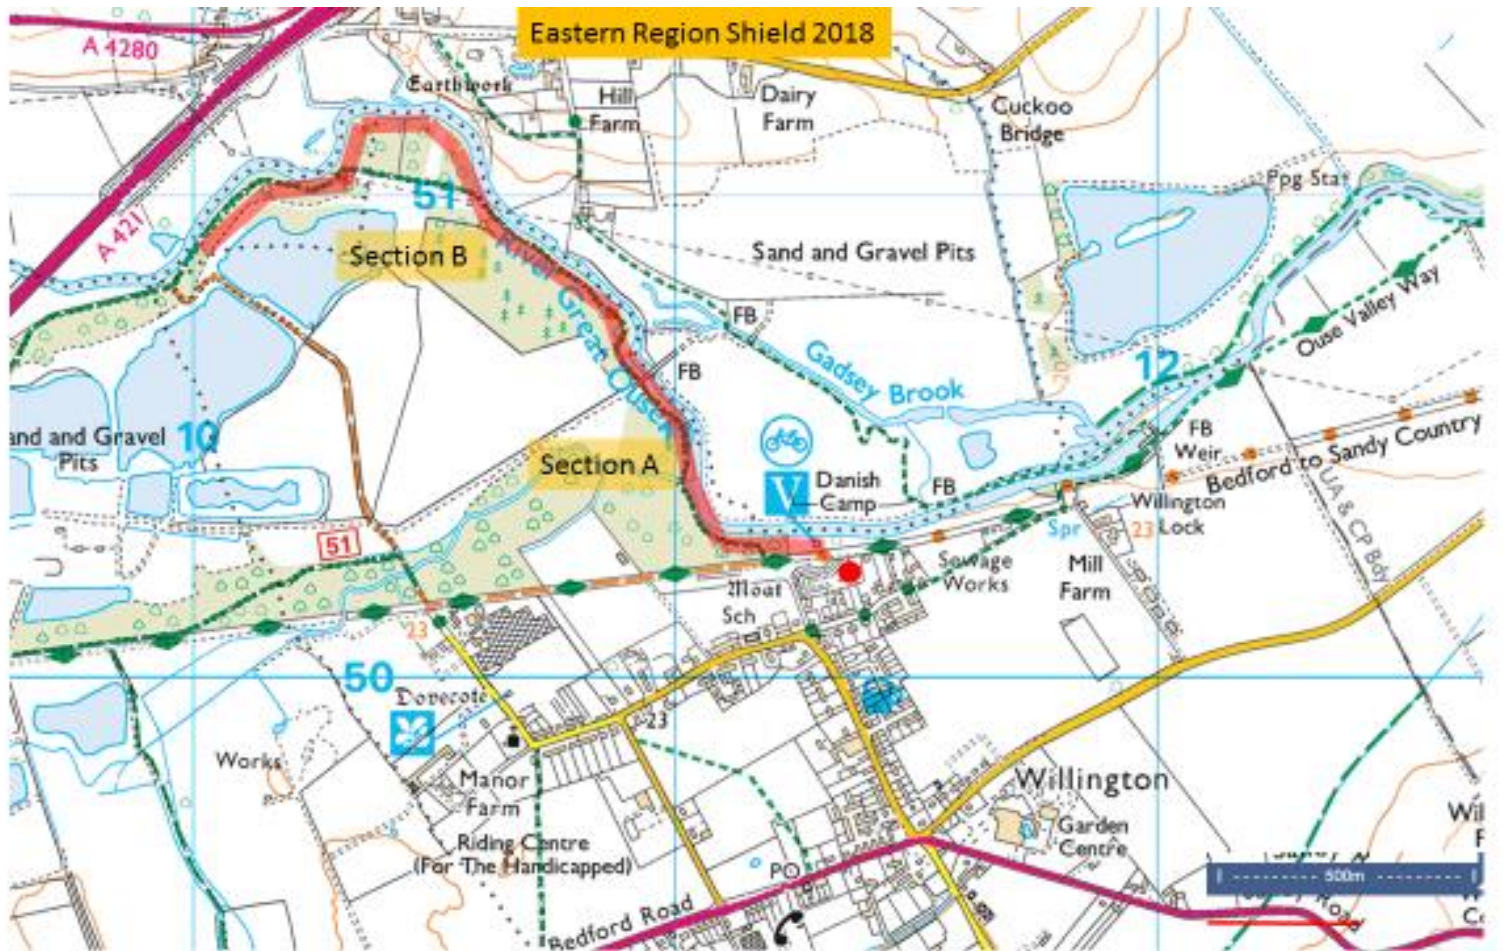 Eastern Region Shield 2018
A 4280
Earthwork
Hill
Farm
Dairy
Farm
Cuckoo
Bridge
Ppg Sta
A 421
51
Section B
Sand and Gravel Pits
River Great Ouse
FB
Ouse Valley Way
Gadsey Brook
12
FB
and and Gravel
Pits
10
Section A
Danish
Camp
V
FB
FB
Weir
Bedford to Sandy Country
Willington
Lock
23
Spr
UA & CP Bdy
51
Moat
Sch
Sewage
Works
Mill
Farm
23
50
Dovecote
23
Works
Manor
Farm
Willington
Riding Centre
(For The Handicapped)
Garden
Centre
PO
500m
Bedford Road
Road
Wil
F